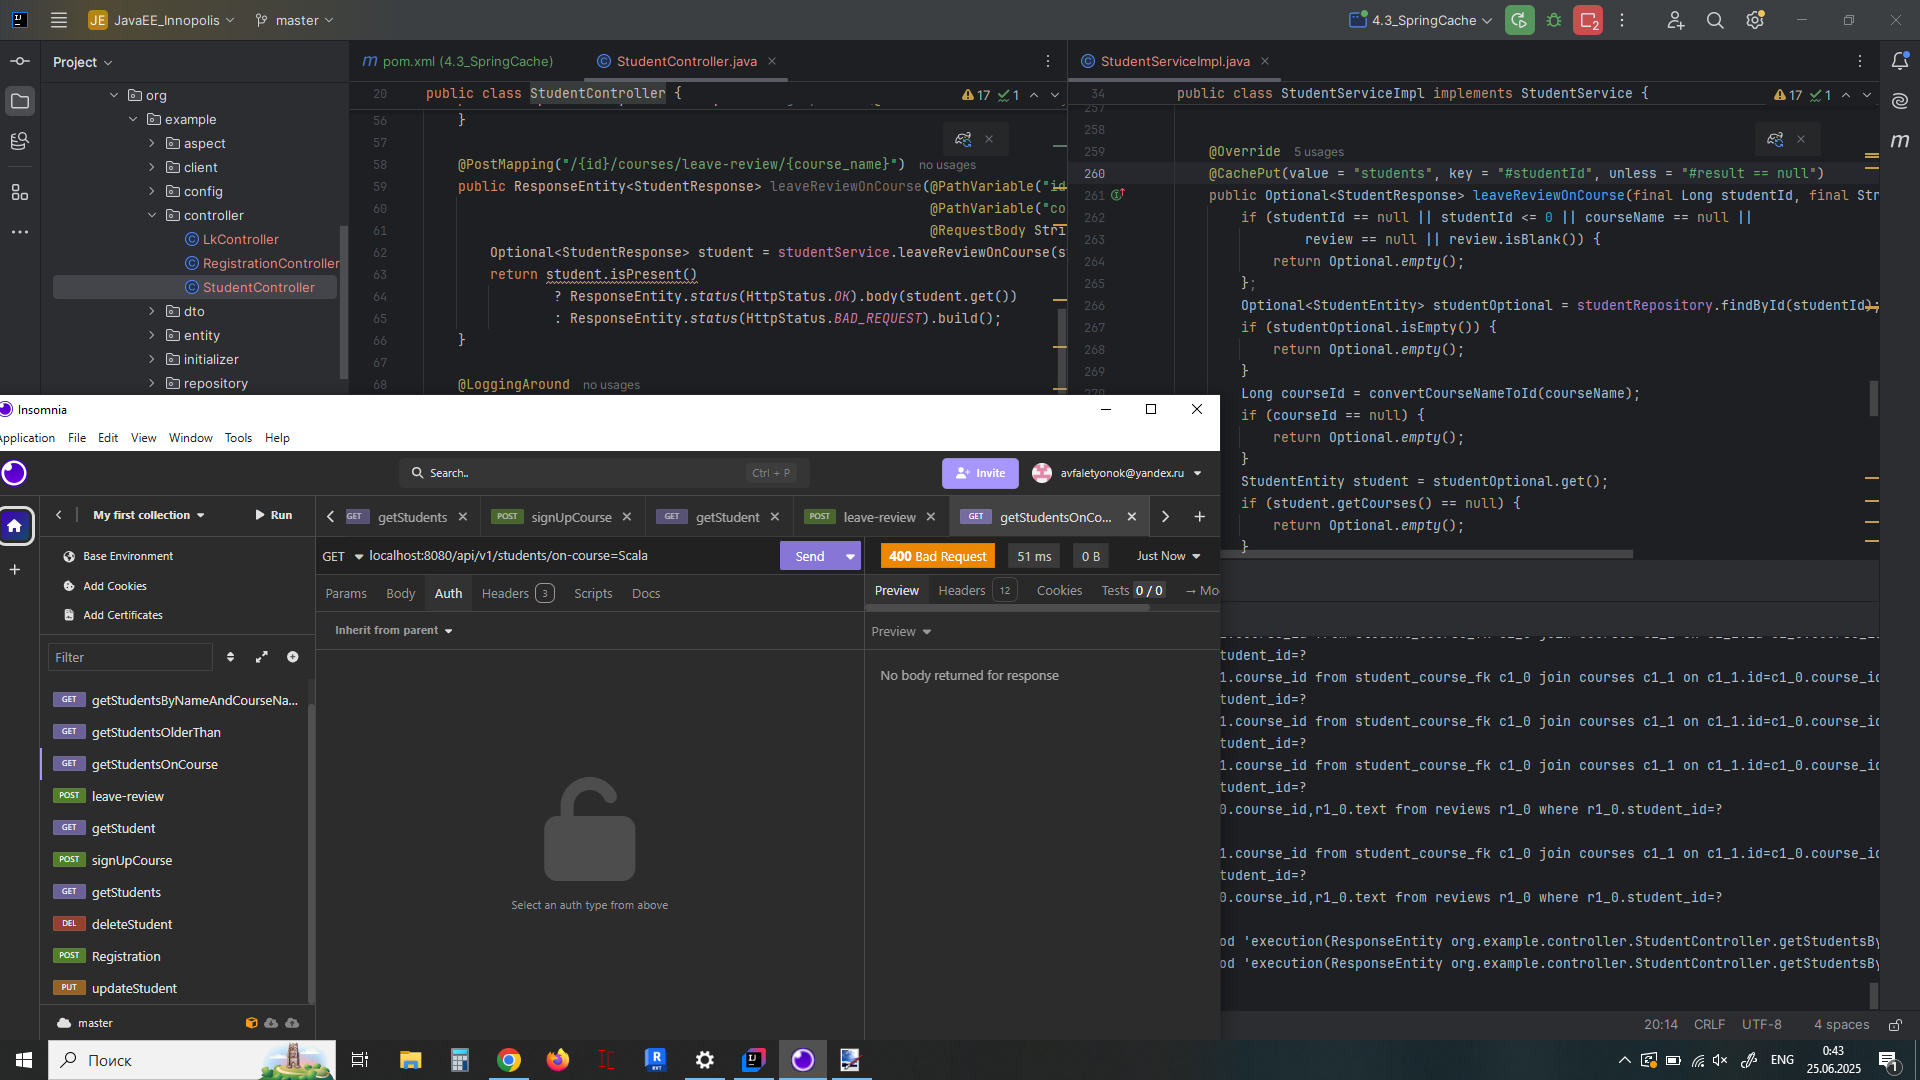 JE JavaEE_Innopolis
master
4.3_SpringCache
Project
pom.xml (4.3_SpringCache)
StudentController.java
StudentServiceImpl.java
org
example
aspect
client
config
controller
LkController
RegistrationController
StudentController
dto
entity
initializer
repository
20 public class StudentController {
17 1
56 }
57
58 @PostMapping("/{id}/courses/leave-review/{course_name}") no usages
59 public ResponseEntity<StudentResponse> leaveReviewOnCourse(@PathVariable("id
60 @PathVariable("co
61 @RequestBody Stri
62 Optional<StudentResponse> student = studentService.leaveReviewOnCourse(s
63 return student.isPresent()
64 ? ResponseEntity.status(HttpStatus.OK).body(student.get())
65 : ResponseEntity.status(HttpStatus.BAD_REQUEST).build();
66 }
67
68 @LoggingAround no usages
34 public class StudentServiceImpl implements StudentService {
17 1
257
258
259 @Override 5 usages
260 @CachePut(value = "students", key = "#studentId", unless = "#result == null")
261 public Optional<StudentResponse> leaveReviewOnCourse(final Long studentId, final Str
262 if (studentId == null || studentId <= 0 || courseName == null ||
263 review == null || review.isBlank()) {
264 return Optional.empty();
265 };
266 Optional<StudentEntity> studentOptional = studentRepository.findById(studentId);
267 if (studentOptional.isEmpty()) {
268 return Optional.empty();
269 }
Long courseId = convertCourseNameToId(courseName);
if (courseId == null) {
return Optional.empty();
}
StudentEntity student = studentOptional.get();
if (student.getCourses() == null) {
return Optional.empty();
}
Insomnia
Application File Edit View Window Tools Help
Search.. Ctrl + P
Invite
avfaletyonok@yandex.ru
My first collection
Run
GET getStudents
POST signUpCourse
GET getStudent
POST leave-review
GET getStudentsOnCo...
Base Environment
Add Cookies
Add Certificates
Filter
GET getStudentsByNameAndCourseNa...
GET getStudentsOlderThan
GET getStudentsOnCourse
POST leave-review
GET getStudent
POST signUpCourse
GET getStudents
DEL deleteStudent
POST Registration
PUT updateStudent
master
GET localhost:8080/api/v1/students/on-course=Scala
Send
400 Bad Request 51 ms 0 B Just Now
Params Body Auth Headers 3 Scripts Docs
Preview Headers 12 Cookies Tests 0 / 0 → Mo
Inherit from parent
Preview
No body returned for response
Select an auth type from above
tudent_id=?
1.course_id from student_course_fk c1_0 join courses c1_1 on c1_1.id=c1_0.course_id
tudent_id=?
1.course_id from student_course_fk c1_0 join courses c1_1 on c1_1.id=c1_0.course_id
tudent_id=?
1.course_id from student_course_fk c1_0 join courses c1_1 on c1_1.id=c1_0.course_id
tudent_id=?
0.course_id,r1_0.text from reviews r1_0 where r1_0.student_id=?
1.course_id from student_course_fk c1_0 join courses c1_1 on c1_1.id=c1_0.course_id
tudent_id=?
0.course_id,r1_0.text from reviews r1_0 where r1_0.student_id=?
od 'execution(ResponseEntity org.example.controller.StudentController.getStudentsBy
od 'execution(ResponseEntity org.example.controller.StudentController.getStudentsBy
20:14 CRLF UTF-8 4 spaces
Поиск
ENG
0:43
25.06.2025
1